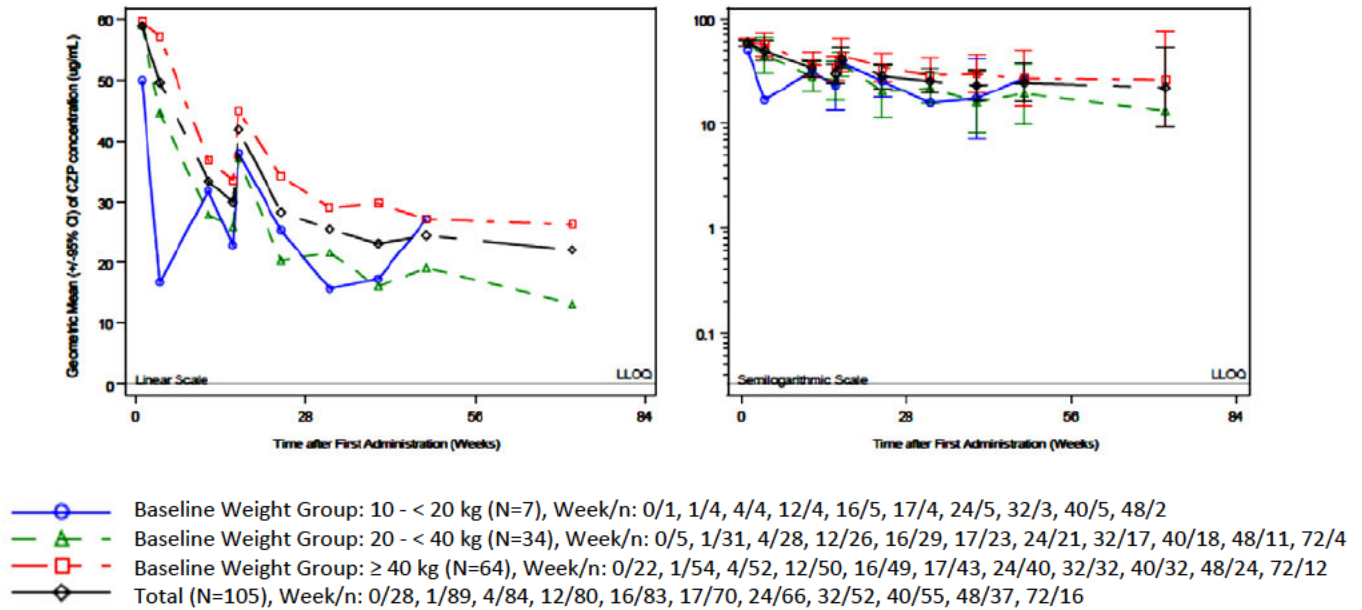 Geometric Mean (+/-95% CI) of CZP concentration (ug/mL)
60
50
40
30
20
10
0
Linear Scale
LLOQ
0
28
56
84
Time after First Administration (Weeks)
100
10
1
0.1
Semilogarithmic Scale
LLOQ
0
28
56
84
Time after First Administration (Weeks)
Baseline Weight Group: 10 - < 20 kg (N=7), Week/n: 0/1, 1/4, 4/4, 12/4, 16/5, 17/4, 24/5, 32/3, 40/5, 48/2
Baseline Weight Group: 20 - < 40 kg (N=34), Week/n: 0/5, 1/31, 4/28, 12/26, 16/29, 17/23, 24/21, 32/17, 40/18, 48/11, 72/4
Baseline Weight Group: ≥ 40 kg (N=64), Week/n: 0/22, 1/54, 4/52, 12/50, 16/49, 17/43, 24/40, 32/32, 40/32, 48/24, 72/12
Total (N=105), Week/n: 0/28, 1/89, 4/84, 12/80, 16/83, 17/70, 24/66, 32/52, 40/55, 48/37, 72/16